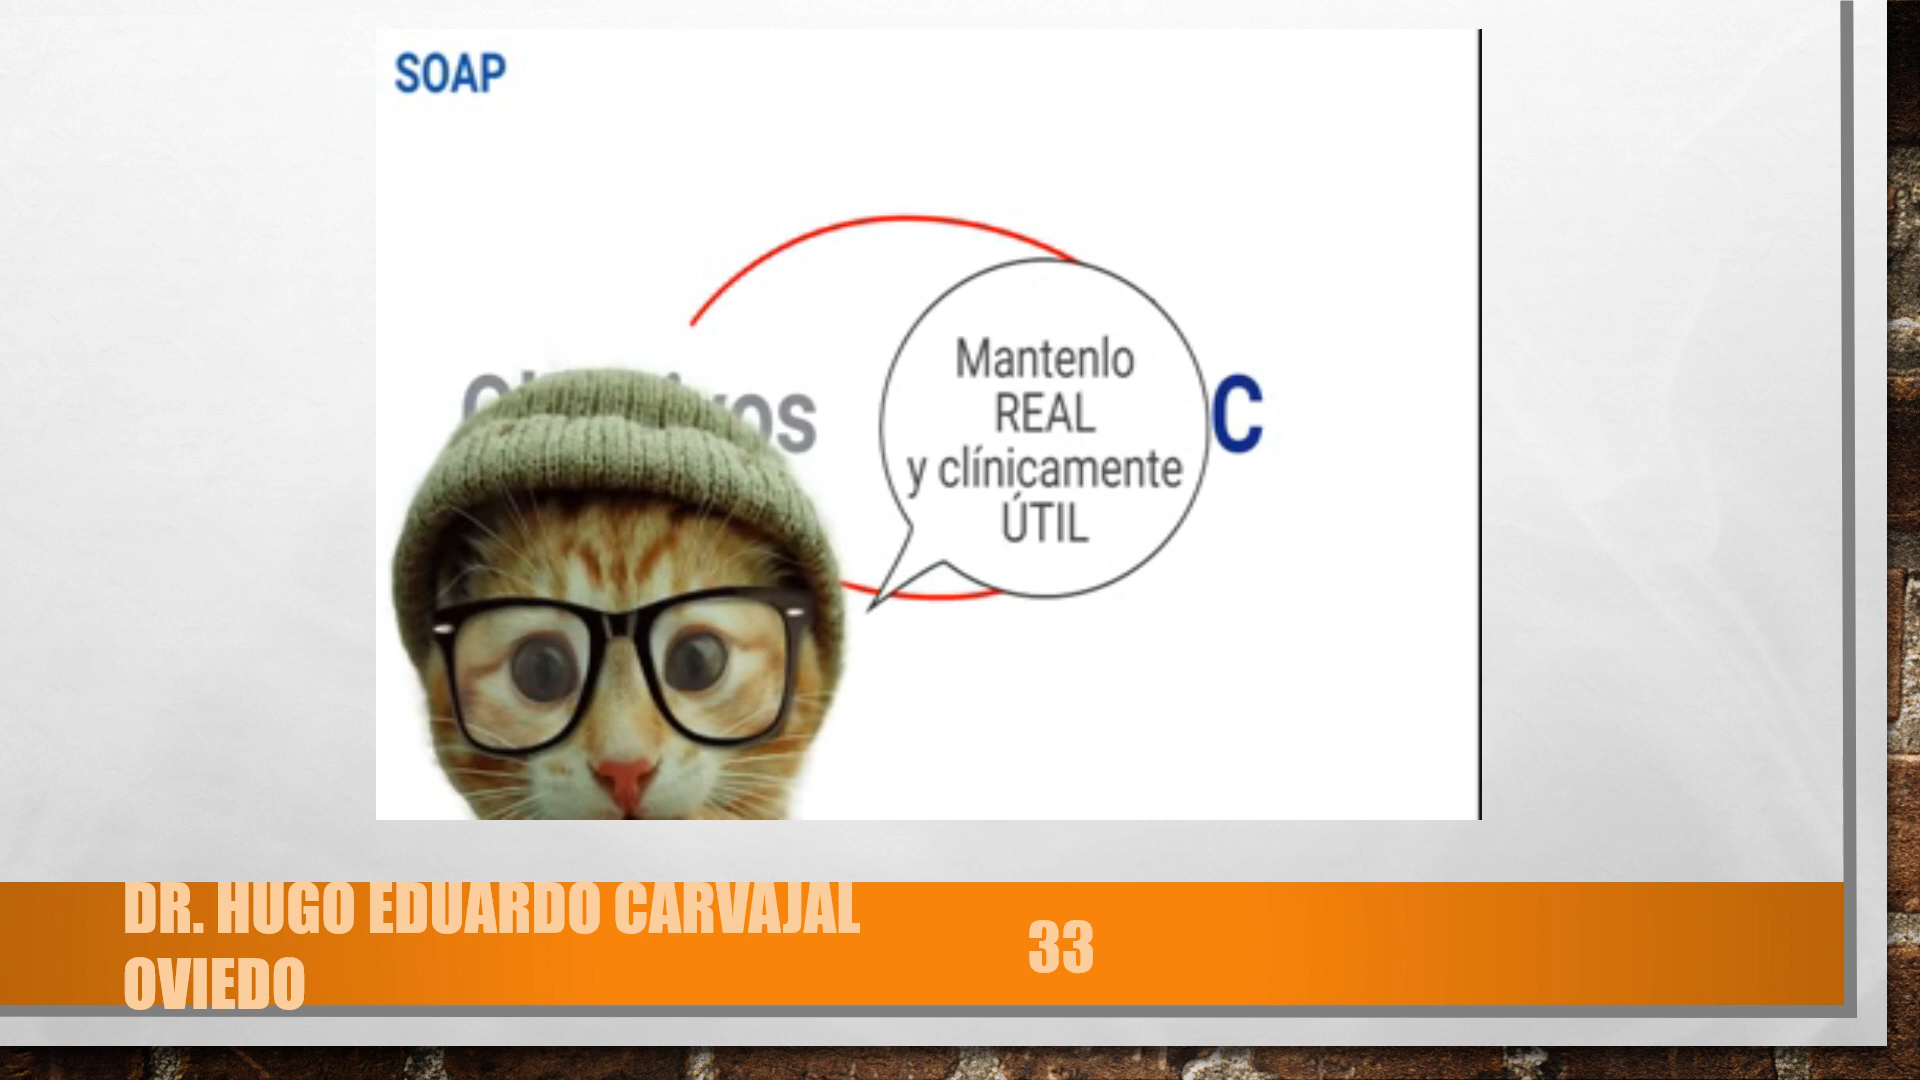 SOAP
Mantenlo
REAL
y clínicamente
ÚTIL
C
DR. HUGO EDUARDO CARVAJAL
OVIEDO
33